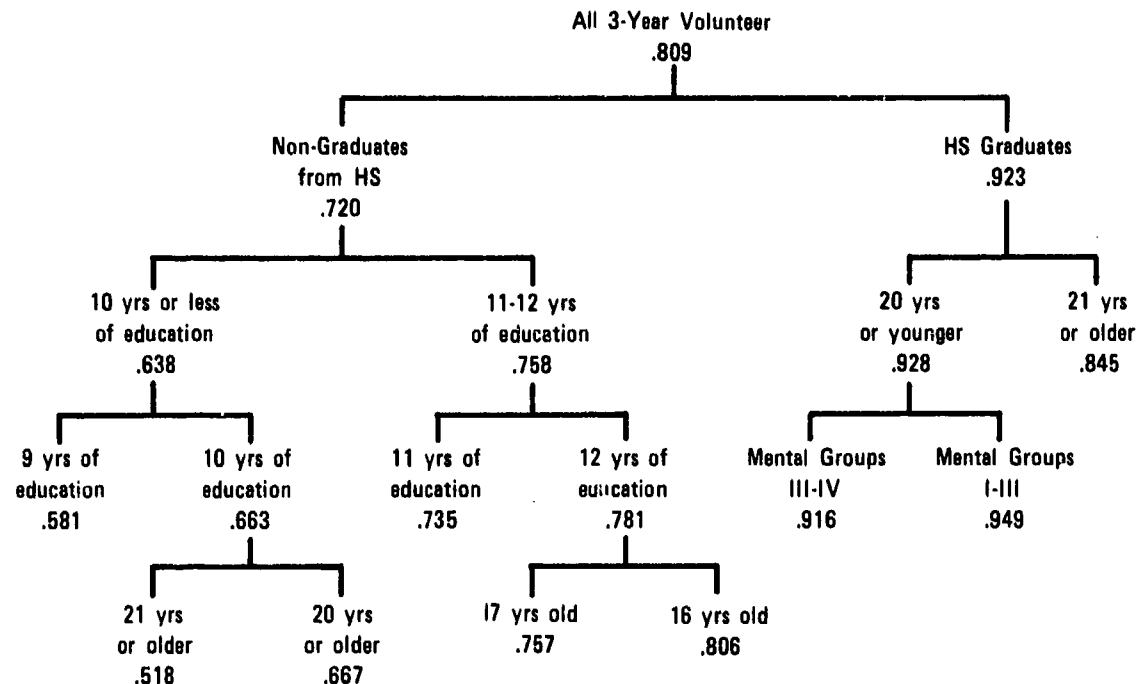 All 3-Year Volunteer
.809
Non-Graduates
from HS
.720
HS Graduates
.923
10 yrs or less
of education
.638
11-12 yrs
of education
.758
20 yrs
or younger
.928
21 yrs
or older
.845
9 yrs of
education
.581
10 yrs of
education
.663
11 yrs of
education
.735
12 yrs of
education
.781
Mental Groups
III-IV
.916
Mental Groups
I-III
.949
21 yrs
or older
.518
20 yrs
or older
.667
17 yrs old
.757
16 yrs old
.806